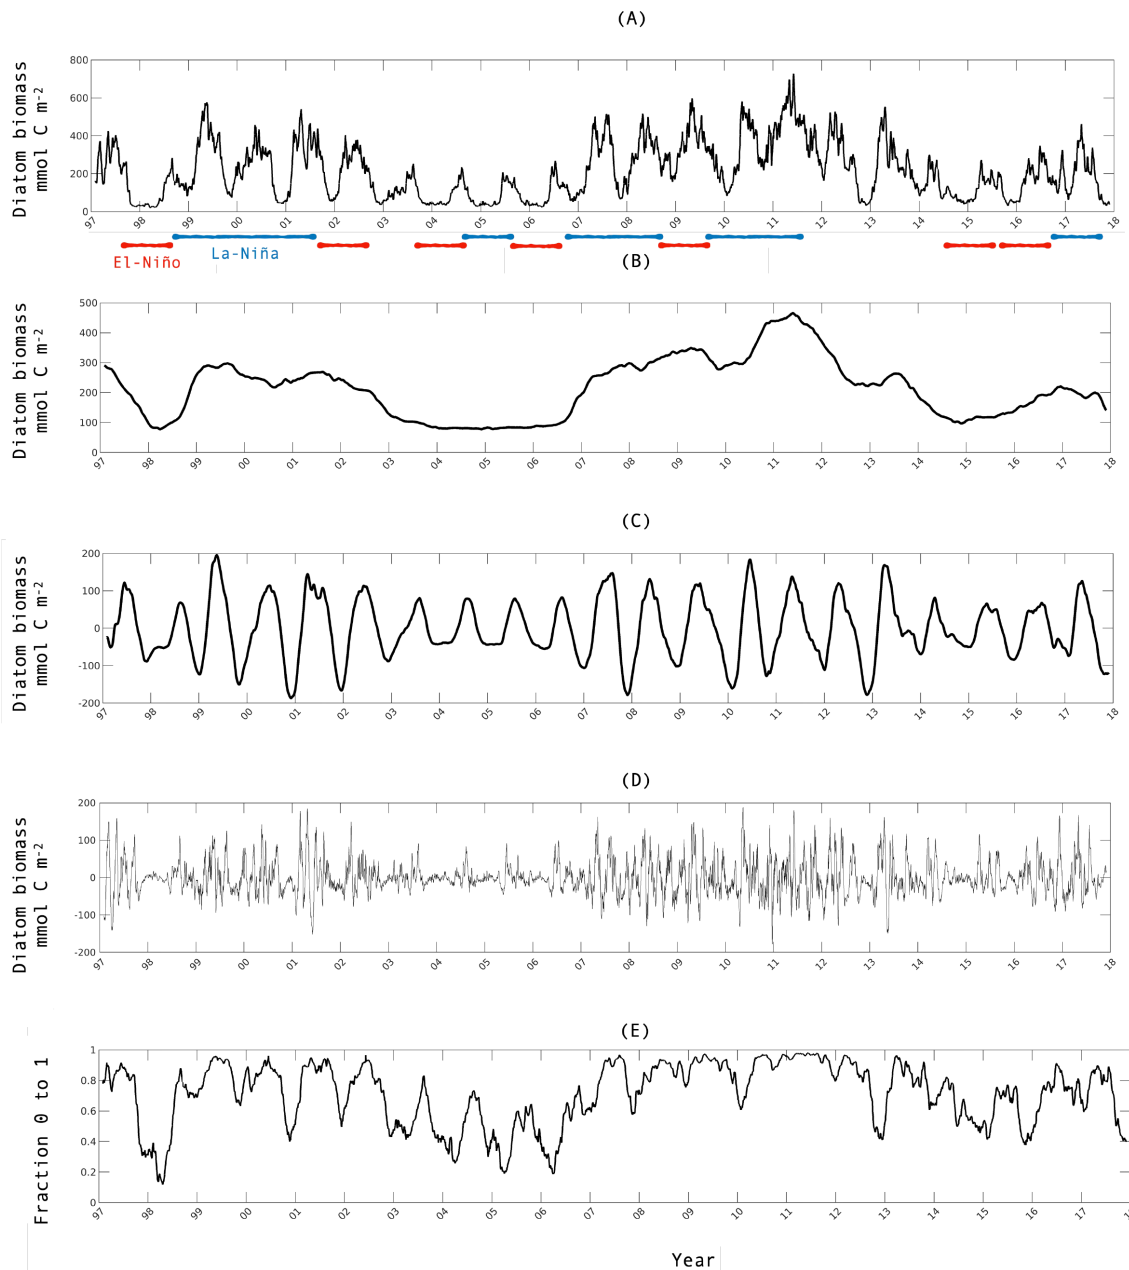 (A)
Diatom biomass
mmol C m-2
800
600
400
200
0
97 98 99 00 01 02 03 04 05 06 07 08 09 10 11 12 13 14 15 16 17 18
El-Niño
La-Niña
(B)
Diatom biomass
mmol C m-2
500
400
300
200
100
0
97 98 99 00 01 02 03 04 05 06 07 08 09 10 11 12 13 14 15 16 17 18
(C)
Diatom biomass
mmol C m-2
200
100
0
-100
-200
97 98 99 00 01 02 03 04 05 06 07 08 09 10 11 12 13 14 15 16 17 18
(D)
Diatom biomass
mmol C m-2
200
100
0
-100
-200
97 98 99 00 01 02 03 04 05 06 07 08 09 10 11 12 13 14 15 16 17 18
(E)
Fraction 0 to 1
1
0.8
0.6
0.4
0.2
0
97 98 99 00 01 02 03 04 05 06 07 08 09 10 11 12 13 14 15 16 17
Year